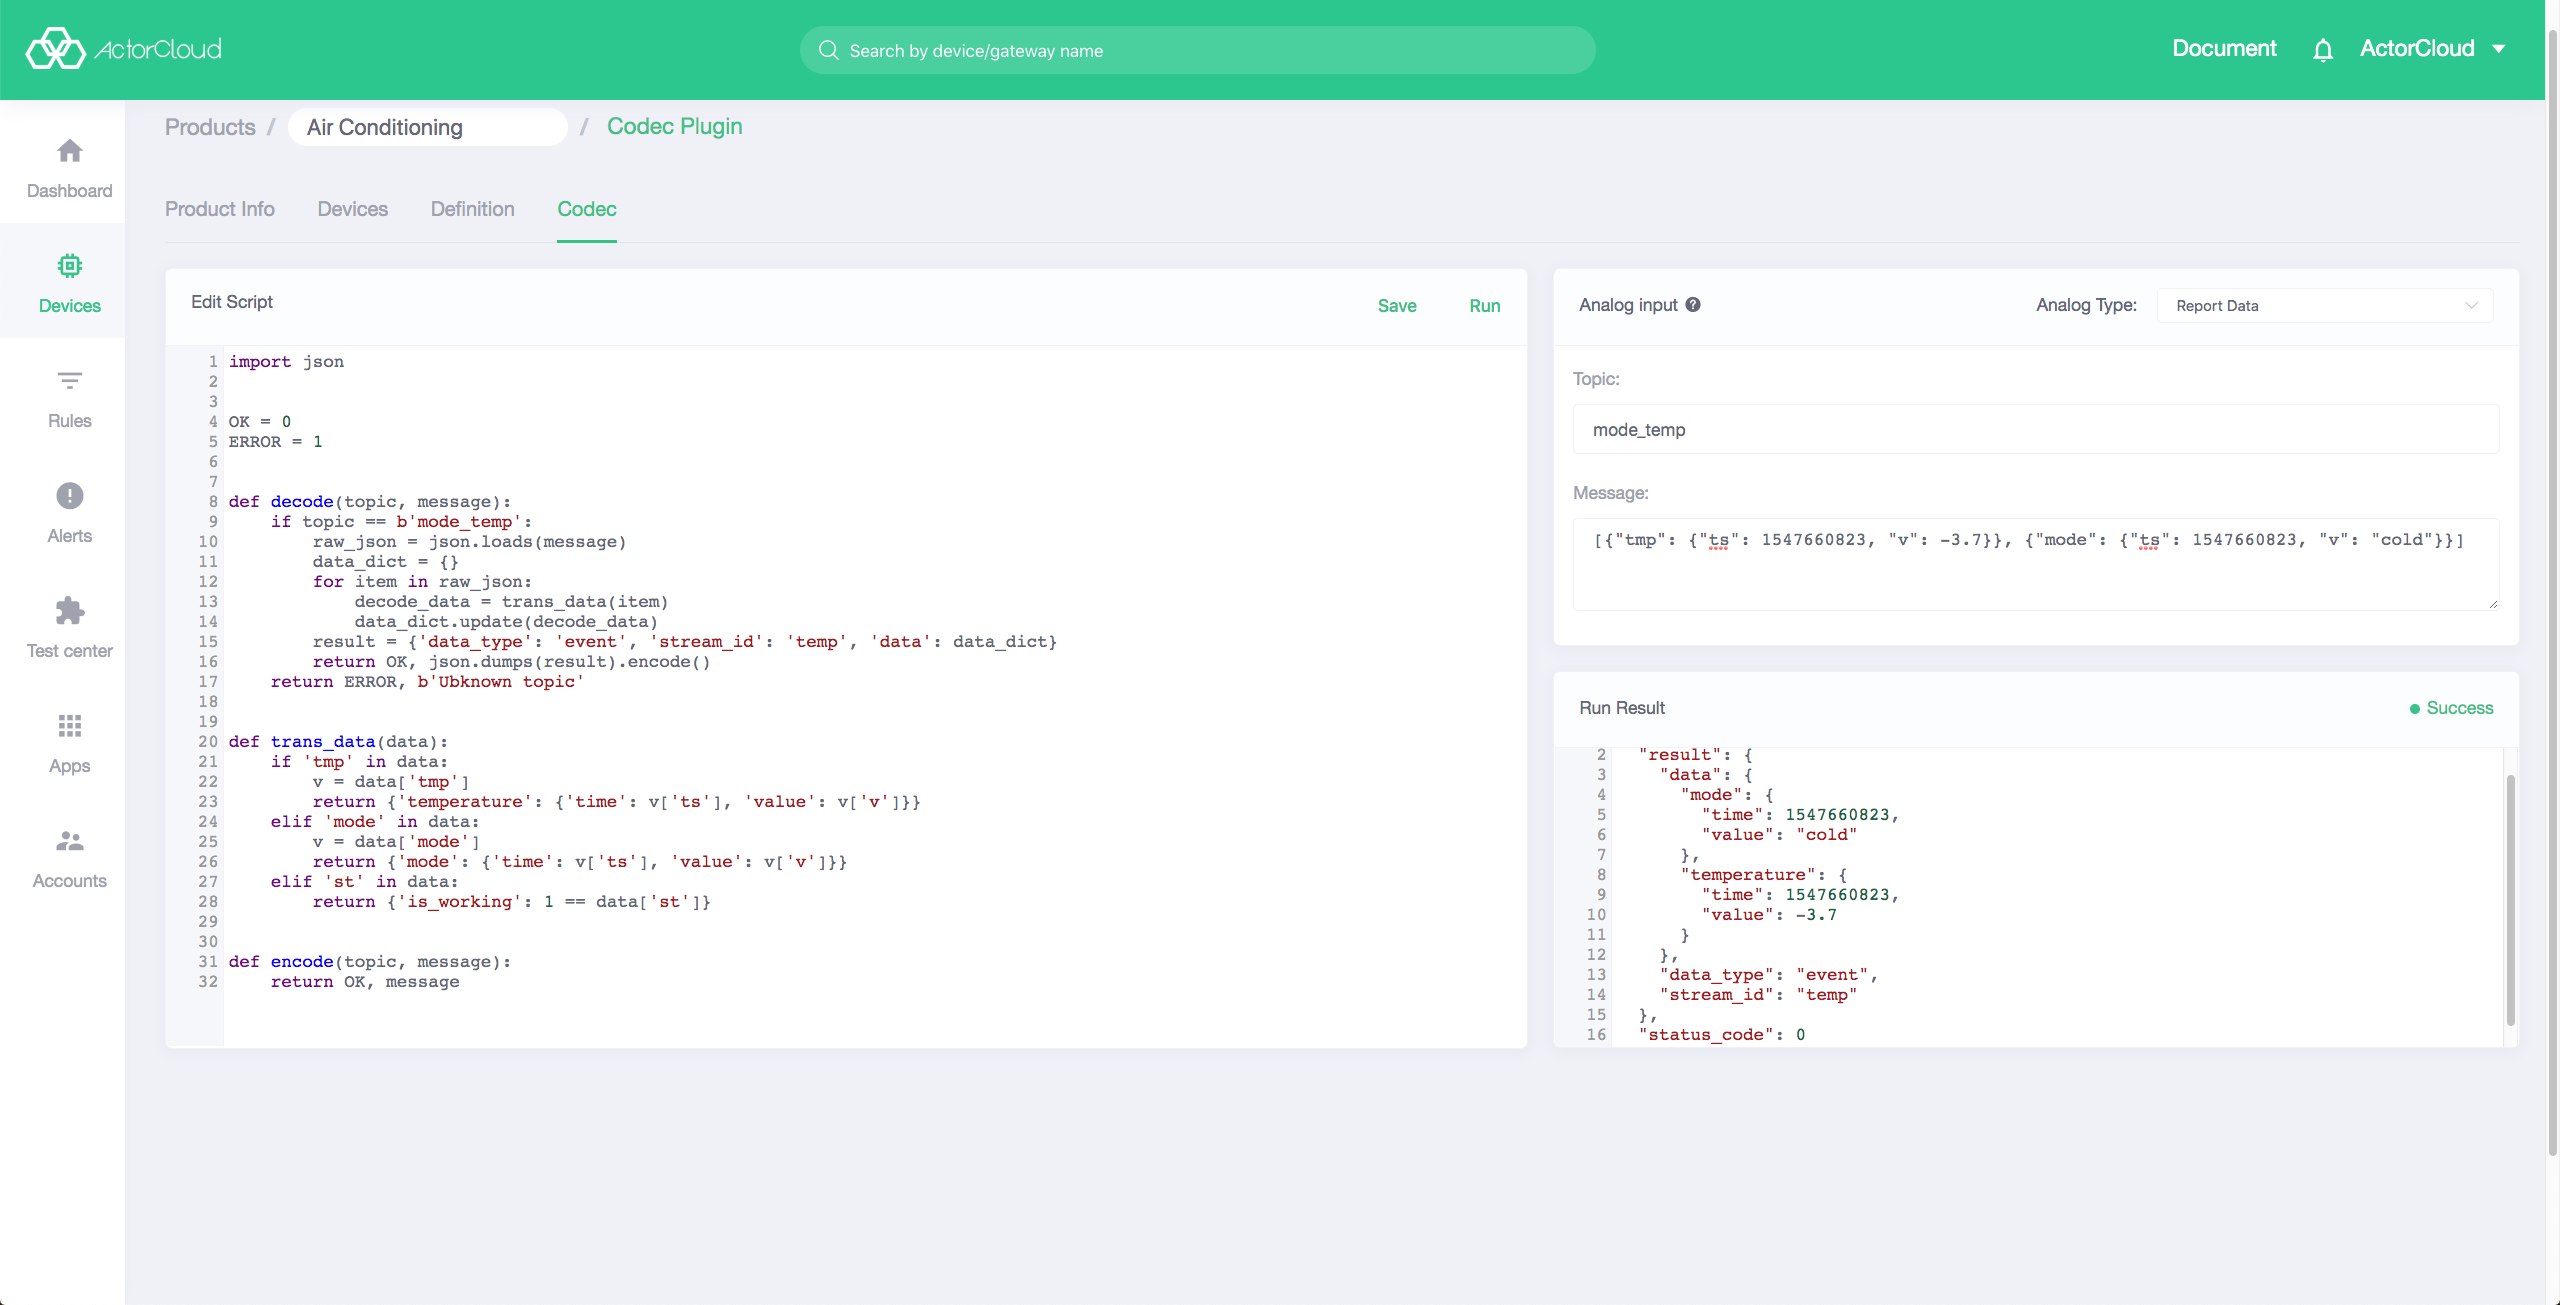 ActorCloud
Search by device/gateway name
Document
ActorCloud
Products / Air Conditioning / Codec Plugin
Dashboard
Devices
Rules
Alerts
Test center
Apps
Accounts
Product Info
Devices
Definition
Codec
Edit Script
Save
Run
1 import json
2
3
4 OK = 0
5 ERROR = 1
6
7
8 def decode(topic, message):
9     if topic == b'mode_temp':
10         raw_json = json.loads(message)
11         data_dict = {}
12         for item in raw_json:
13             decode_data = trans_data(item)
14             data_dict.update(decode_data)
15         result = {'data_type': 'event', 'stream_id': 'temp', 'data': data_dict}
16         return OK, json.dumps(result).encode()
17     return ERROR, b'Ubknown topic'
18
19
20 def trans_data(data):
21     if 'tmp' in data:
22         v = data['tmp']
23         return {'temperature': {'time': v['ts'], 'value': v['v']}}
24     elif 'mode' in data:
25         v = data['mode']
26         return {'mode': {'time': v['ts'], 'value': v['v']}}
27     elif 'st' in data:
28         return {'is_working': 1 == data['st']}
29
30
31 def encode(topic, message):
32     return OK, message
Analog input ?
Analog Type:
Report Data
Topic:
mode_temp
Message:
[{"tmp": {"ts": 1547660823, "v": -3.7}}, {"mode": {"ts": 1547660823, "v": "cold"}}]
Run Result
Success
2   "result": {
3     "data": {
4       "mode": {
5         "time": 1547660823,
6         "value": "cold"
7       },
8       "temperature": {
9         "time": 1547660823,
10         "value": -3.7
11       }
12     },
13     "data_type": "event",
14     "stream_id": "temp"
15   },
16   "status_code": 0